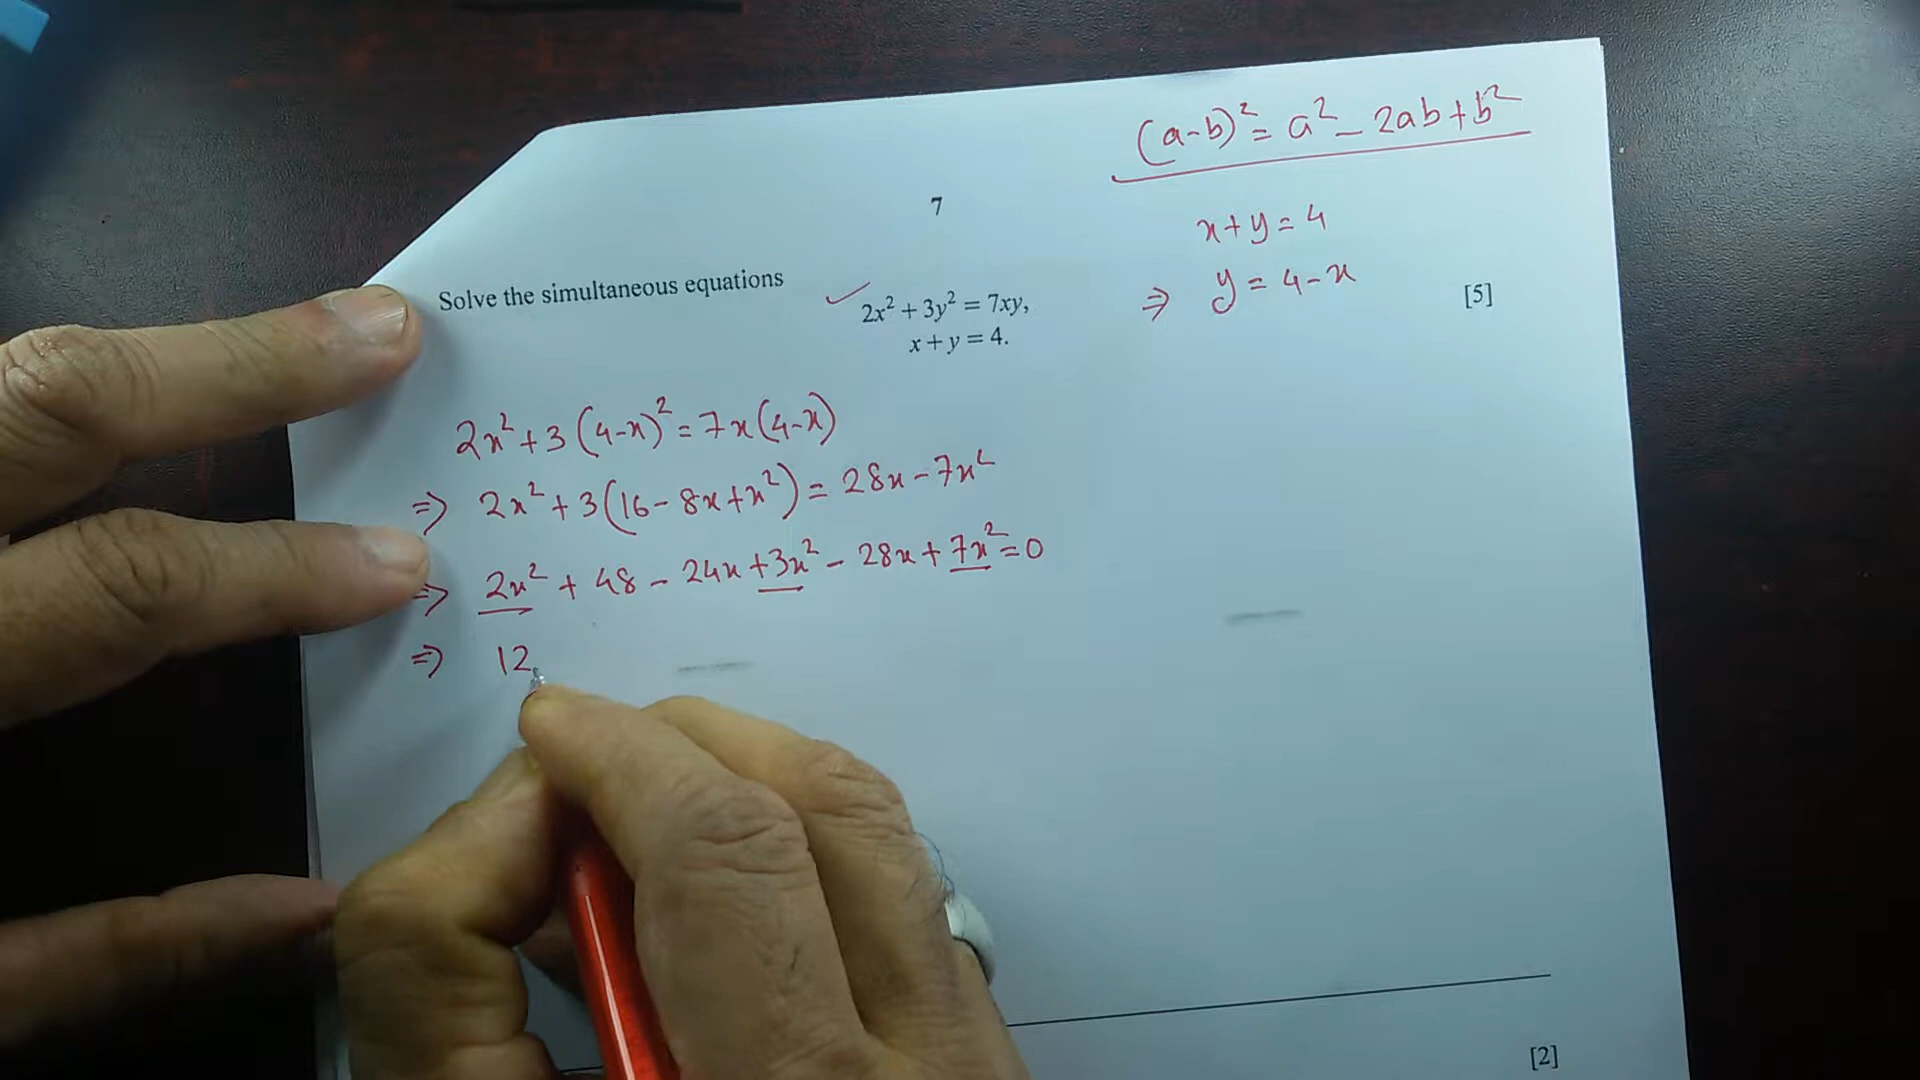 (a-b)² = a² - 2ab + b²
7
x + y = 4
⇒ y = 4 - x
Solve the simultaneous equations
2x² + 3y² = 7xy,
[5]
x + y = 4.
2x² + 3(4-x)² = 7x(4-x)
⇒ 2x² + 3(16 - 8x + x²) = 28x - 7x²
⇒ 2x² + 48 - 24x + 3x² - 28x + 7x² = 0
⇒ 12
[2]